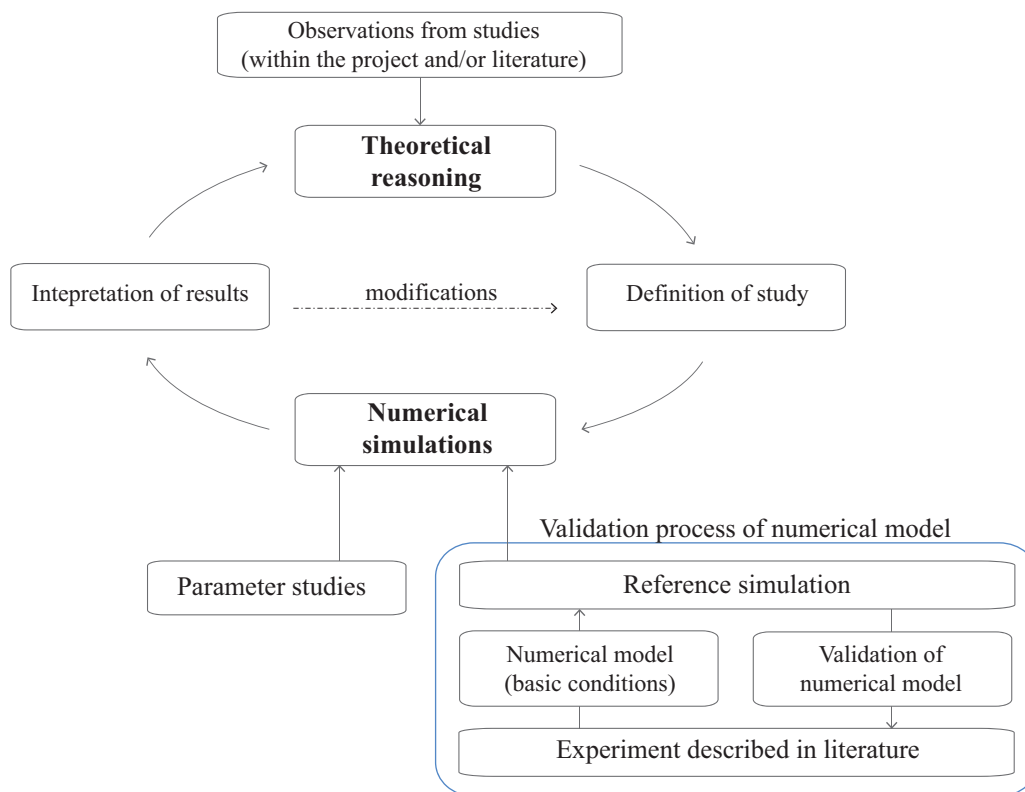 Observations from studies
(within the project and/or literature)
Theoretical
reasoning
Intepretation of results
modifications
Definition of study
Numerical
simulations
Validation process of numerical model
Parameter studies
Reference simulation
Numerical model
(basic conditions)
Validation of
numerical model
Experiment described in literature